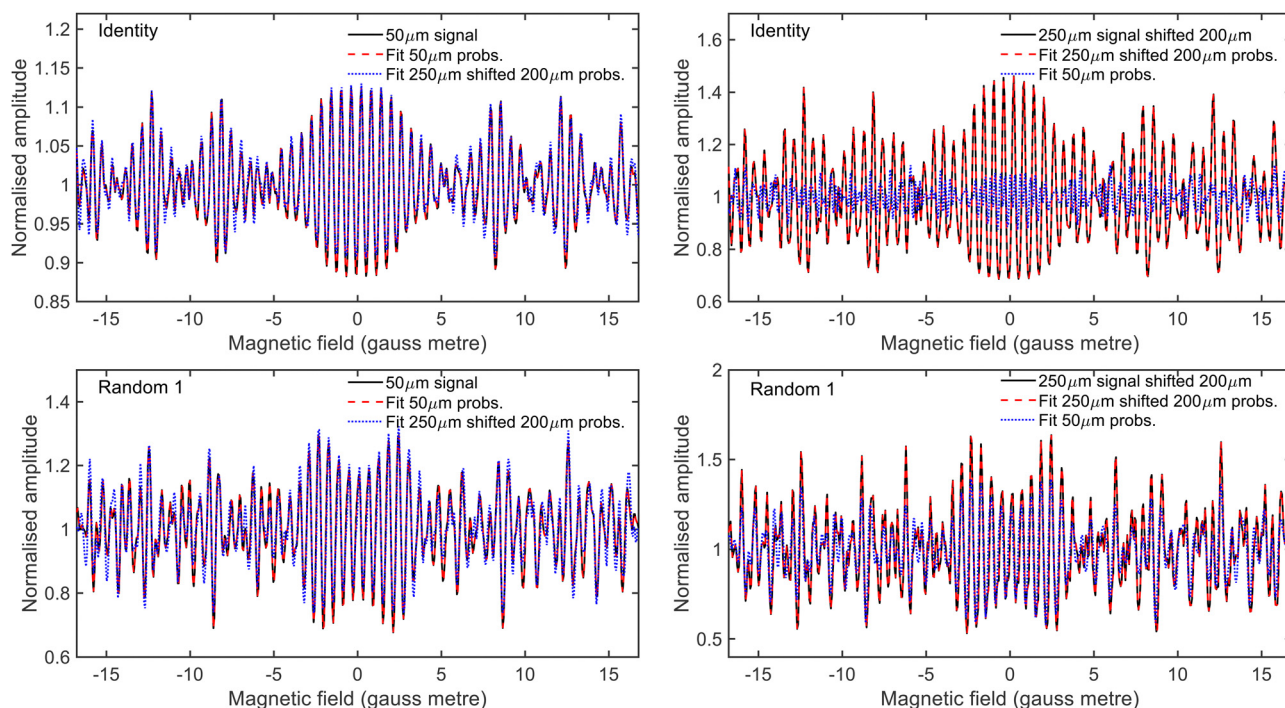 Identity
50μm signal
Fit 50μm probs.
Fit 250μm shifted 200μm probs.
1.2
1.15
1.1
1.05
1
0.95
0.9
0.85
Normalised amplitude
-15 -10 -5 0 5 10 15
Magnetic field (gauss metre)
Identity
250μm signal shifted 200μm
Fit 250μm shifted 200μm probs.
Fit 50μm probs.
1.6
1.4
1.2
1
0.8
0.6
Normalised amplitude
-15 -10 -5 0 5 10 15
Magnetic field (gauss metre)
Random 1
50μm signal
Fit 50μm probs.
Fit 250μm shifted 200μm probs.
1.4
1.2
1
0.8
0.6
Normalised amplitude
-15 -10 -5 0 5 10 15
Magnetic field (gauss metre)
Random 1
250μm signal shifted 200μm
Fit 250μm shifted 200μm probs.
Fit 50μm probs.
2
1.5
1
0.5
Normalised amplitude
-15 -10 -5 0 5 10 15
Magnetic field (gauss metre)